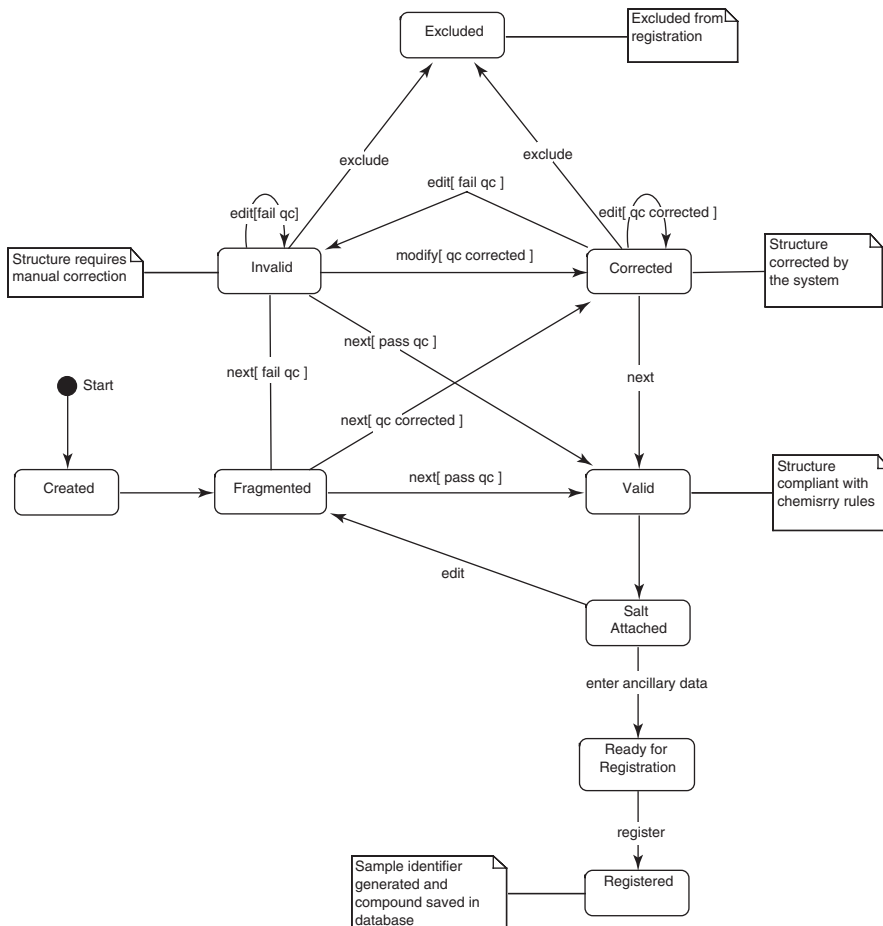 Excluded
Excluded from
registration
exclude
exclude
edit[ fail qc ]
edit[fail qc]
edit[ qc corrected ]
Structure requires
manual correction
Invalid
modify[ qc corrected ]
Corrected
Structure
corrected by
the system
next[ pass qc ]
next[ fail qc ]
next
Start
next[ qc corrected ]
Created
Fragmented
next[ pass qc ]
Valid
Structure
compliant with
chemisrry rules
edit
Salt
Attached
enter ancillary data
Ready for
Registration
register
Sample identifier
generated and
compound saved in
database
Registered